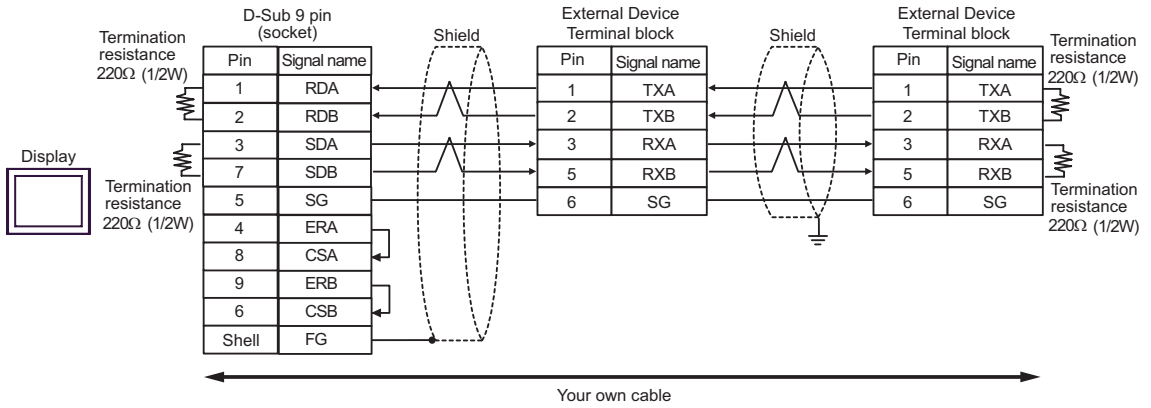 Display
Termination
resistance
220Ω (1/2W)
Termination
resistance
220Ω (1/2W)
D-Sub 9 pin
(socket)
Pin Signal name
1 RDA
2 RDB
3 SDA
7 SDB
5 SG
4 ERA
8 CSA
9 ERB
6 CSB
Shell FG
Shield
External Device
Terminal block
Pin Signal name
1 TXA
2 TXB
3 RXA
5 RXB
6 SG
Shield
External Device
Terminal block
Pin Signal name
1 TXA
2 TXB
3 RXA
5 RXB
6 SG
Termination
resistance
220Ω (1/2W)
Termination
resistance
220Ω (1/2W)
Your own cable